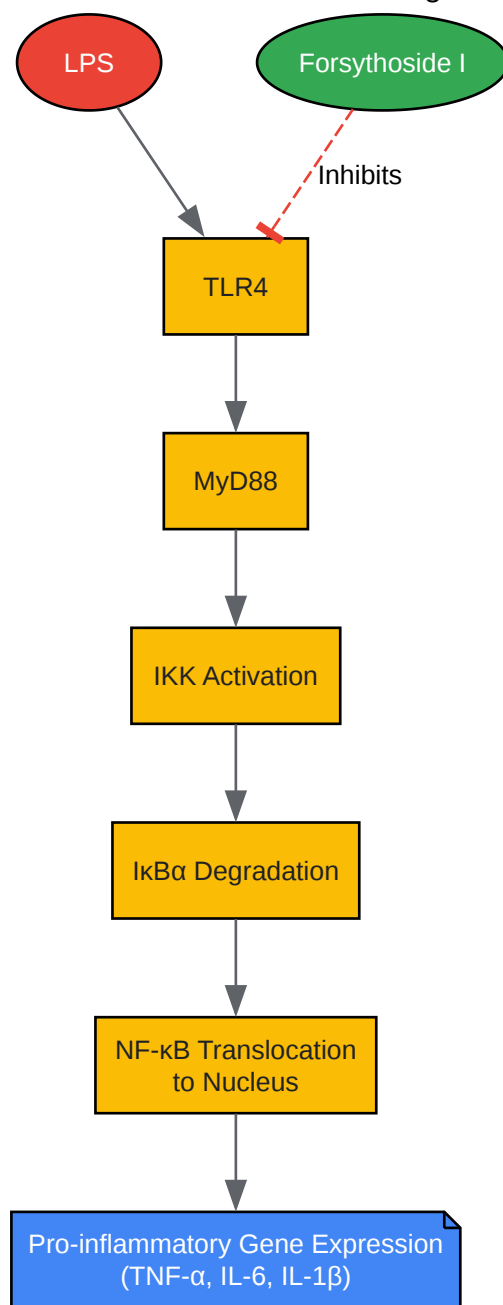 LPS
Forsythoside I
Inhibits
TLR4
MyD88
IKK Activation
IκBα Degradation
NF-κB Translocation
to Nucleus
Pro-inflammatory Gene Expression
(TNF-α, IL-6, IL-1β)